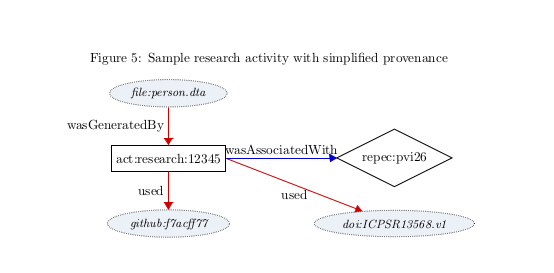 Figure 5: Sample research activity with simplified provenance
file:person.dta
wasGeneratedBy
wasAssociatedWith
act:research:12345
repec:pvi26
used
used
github:f7acff77
doi:ICPSR13568.v1